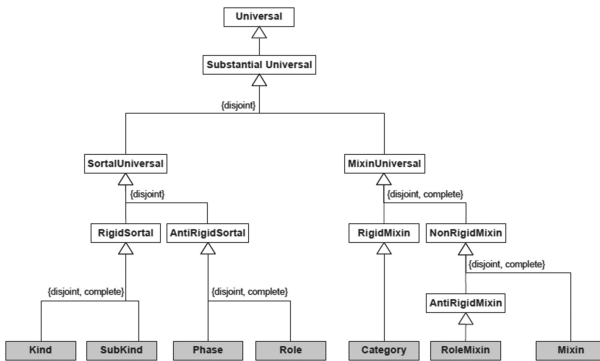 Universal
Substantial Universal
{disjoint}
SortalUniversal
MixinUniversal
{disjoint}
{disjoint, complete}
RigidSortal
AntiRigidSortal
RigidMixin
NonRigidMixin
{disjoint, complete}
{disjoint, complete}
{disjoint, complete}
AntiRigidMixin
Kind
SubKind
Phase
Role
Category
RoleMixin
Mixin